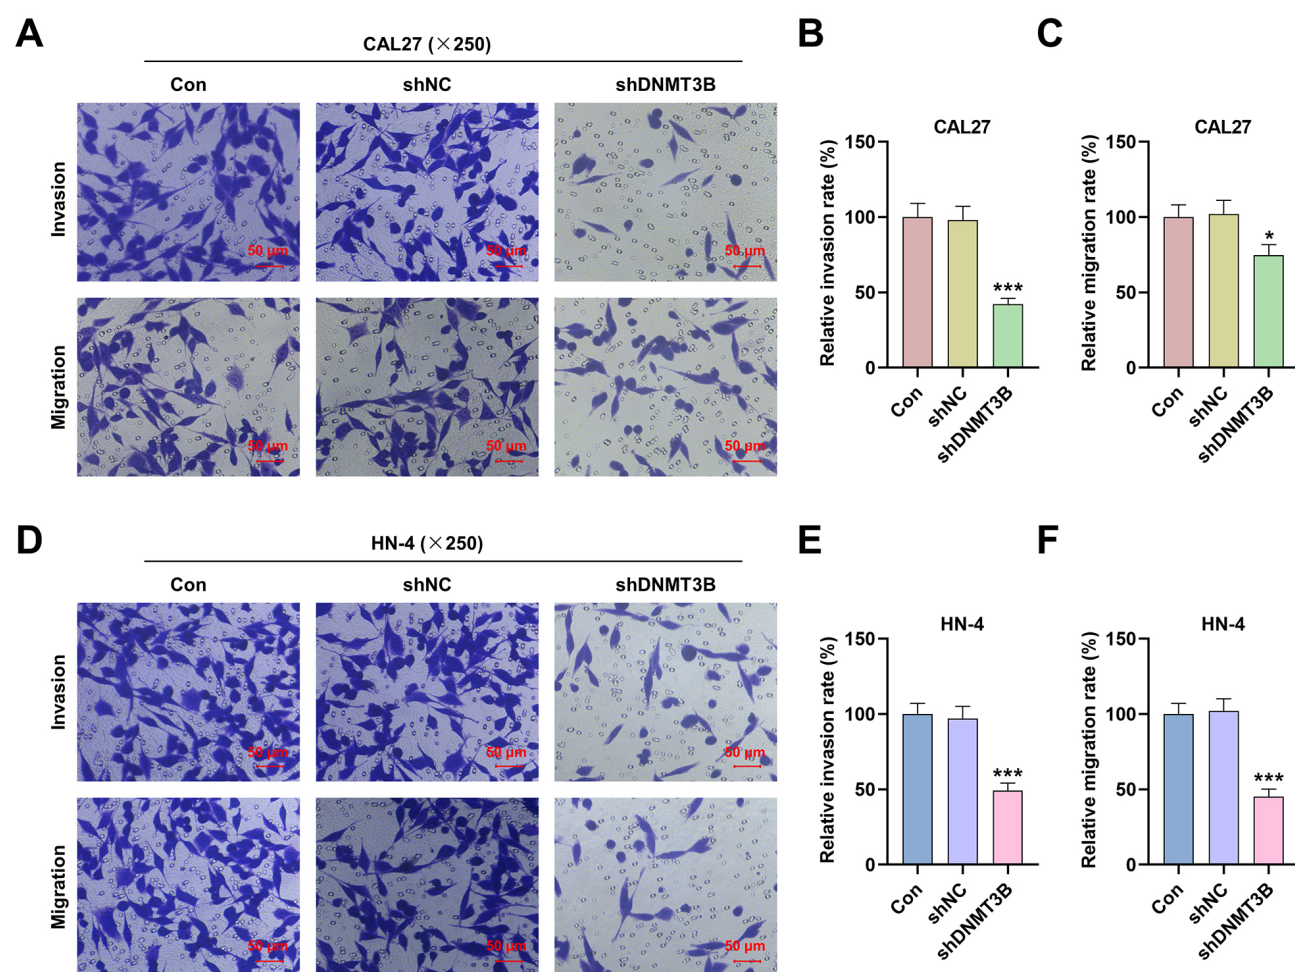 A
CAL27 (×250)
Con
shNC
shDNMT3B
Invasion
50 μm
50 μm
50 μm
Migration
50 μm
50 μm
50 μm
B
CAL27
Relative invasion rate (%)
150
100
50
0
***
Con
shNC
shDNMT3B
C
CAL27
Relative migration rate (%)
150
100
50
0
*
Con
shNC
shDNMT3B
D
HN-4 (×250)
Con
shNC
shDNMT3B
Invasion
50 μm
50 μm
50 μm
Migration
50 μm
50 μm
50 μm
E
HN-4
Relative invasion rate (%)
150
100
50
0
***
Con
shNC
shDNMT3B
F
HN-4
Relative migration rate (%)
150
100
50
0
***
Con
shNC
shDNMT3B